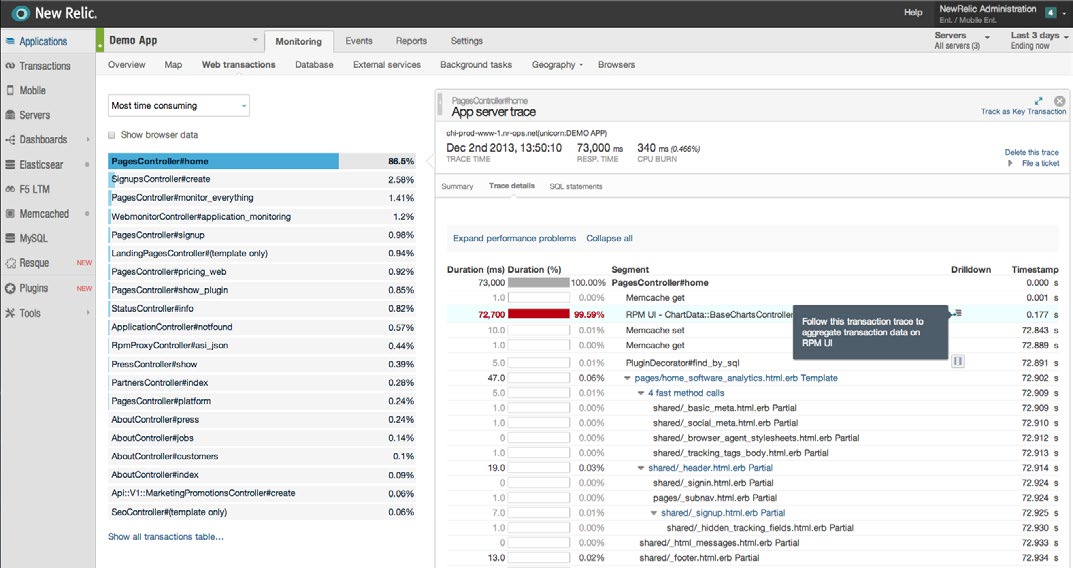 New Relic.
Help
NewRelic Administration
Ent. / Mobile Ent.
4
Applications
Transactions
Mobile
Servers
Dashboards
Elasticsear
F5 LTM
Memcached
MySQL
Resque NEW
Plugins NEW
Tools
Demo App
Monitoring Events Reports Settings
Servers
All servers (3)
Last 3 days
Ending now
Overview Map Web transactions Database External services Background tasks Geography Browsers
Most time consuming
Show browser data
PagesController#home 86.5%
SignupsController#create 2.58%
PagesController#monitor_everything 1.41%
WebmonitorController#application_monitoring 1.2%
PagesController#signup 0.98%
LandingPagesController#(template only) 0.94%
PagesController#pricing_web 0.92%
PagesController#show_plugin 0.85%
StatusController#info 0.82%
ApplicationController#notfound 0.57%
RpmProxyController#asi_json 0.44%
PressController#show 0.39%
PartnersController#index 0.28%
PagesController#platform 0.24%
AboutController#press 0.24%
AboutController#jobs 0.14%
AboutController#customers 0.1%
AboutController#index 0.09%
Api::V1::MarketingPromotionsController#create 0.06%
SeoController#(template only) 0.06%
Show all transactions table...
PagesController#home
App server trace
Track as Key Transaction
chi-prod-www-1.nr-ops.net(unicorn:DEMO APP)
Dec 2nd 2013, 13:50:10 73,000 ms 340 ms (0.466%)
TRACE TIME RESP. TIME CPU BURN
Delete this trace
File a ticket
Summary Trace details SQL statements
Expand performance problems Collapse all
Duration (ms) Duration (%) Segment Drilldown Timestamp
73,000 100.00% PagesController#home 0.000 s
1.0 0.00% Memcache get 0.001 s
72,700 99.59% RPM UI - ChartData::BaseChartsController 0.177 s
Follow this transaction trace to
aggregate transaction data on
RPM UI
10.0 0.01% Memcache set 72.843 s
1.0 0.00% Memcache get 72.889 s
5.0 0.01% PluginDecorator#find_by_sql 72.891 s
47.0 0.06% pages/home_software_analytics.html.erb Template 72.902 s
5.0 0.01% 4 fast method calls 72.909 s
1.0 0.00% shared/_basic_meta.html.erb Partial 72.909 s
1.0 0.00% shared/_social_meta.html.erb Partial 72.910 s
0 0.00% shared/_browser_agent_stylesheets.html.erb Partial 72.912 s
1.0 0.00% shared/_tracking_tags_body.html.erb Partial 72.913 s
19.0 0.03% shared/_header.html.erb Partial 72.914 s
0 0.00% shared/_signin.html.erb Partial 72.924 s
1.0 0.00% pages/_subnav.html.erb Partial 72.924 s
7.0 0.01% shared/_signup.html.erb Partial 72.925 s
1.0 0.00% shared/_hidden_tracking_fields.html.erb Partial 72.930 s
0 0.00% shared/_html_messages.html.erb Partial 72.933 s
13.0 0.02% shared/_footer.html.erb Partial 72.934 s